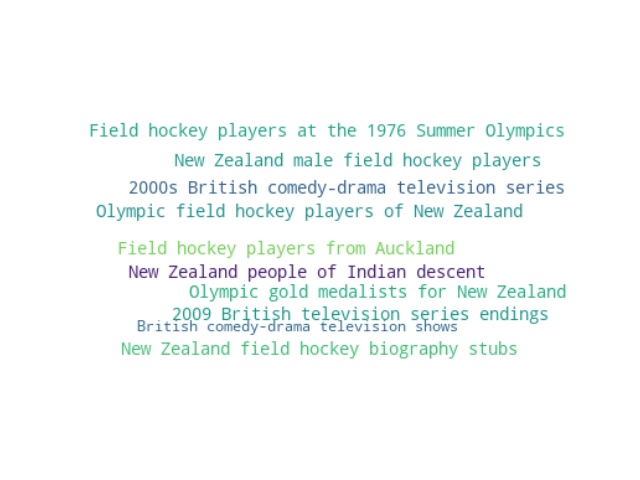 Field hockey players at the 1976 Summer Olympics
New Zealand male field hockey players
2000s British comedy-drama television series
Olympic field hockey players of New Zealand
Field hockey players from Auckland
New Zealand people of Indian descent
Olympic gold medalists for New Zealand
2009 British television series endings
British comedy-drama television shows
New Zealand field hockey biography stubs